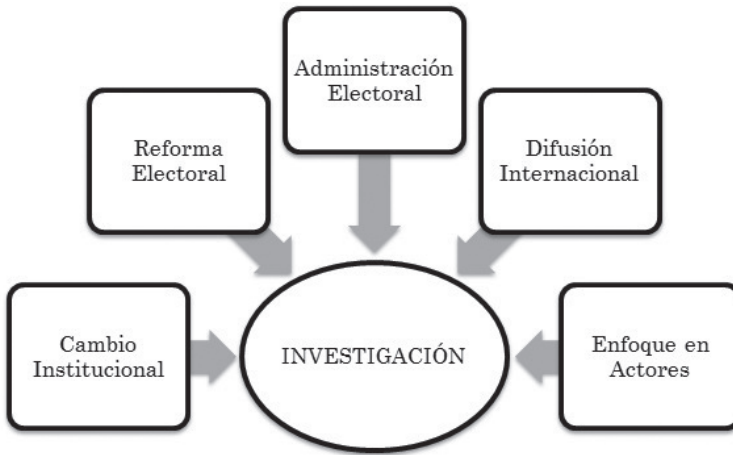 Administración
Electoral
Reforma
Electoral
Difusión
Internacional
Cambio
Institucional
INVESTIGACIÓN
Enfoque en
Actores